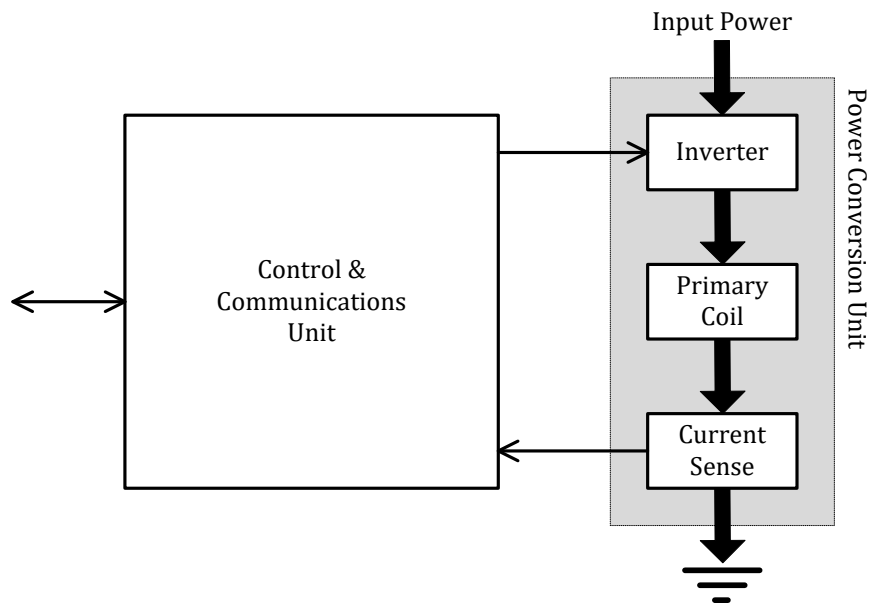 Input Power
Inverter
Control &
Communications
Unit
Primary
Coil
Current
Sense
Power Conversion Unit